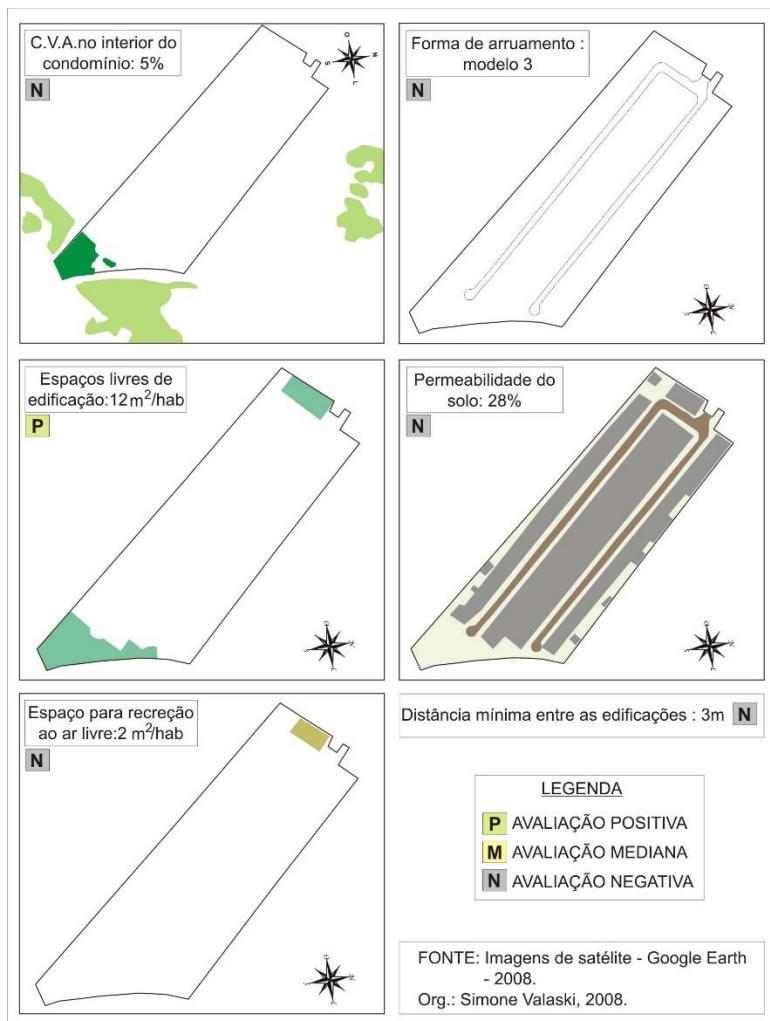 C.V.A.no interior do
condomínio: 5%
N
Forma de arruamento :
modelo 3
N
Espaços livres de
edificação:12m²/hab
P
Permeabilidade do
solo: 28%
N
Espaço para recreção
ao ar livre:2 m²/hab
N
Distância mínima entre as edificações : 3m N
LEGENDA
P AVALIAÇÃO POSITIVA
M AVALIAÇÃO MEDIANA
N AVALIAÇÃO NEGATIVA
FONTE: Imagens de satélite - Google Earth
- 2008.
Org.: Simone Valaski, 2008.